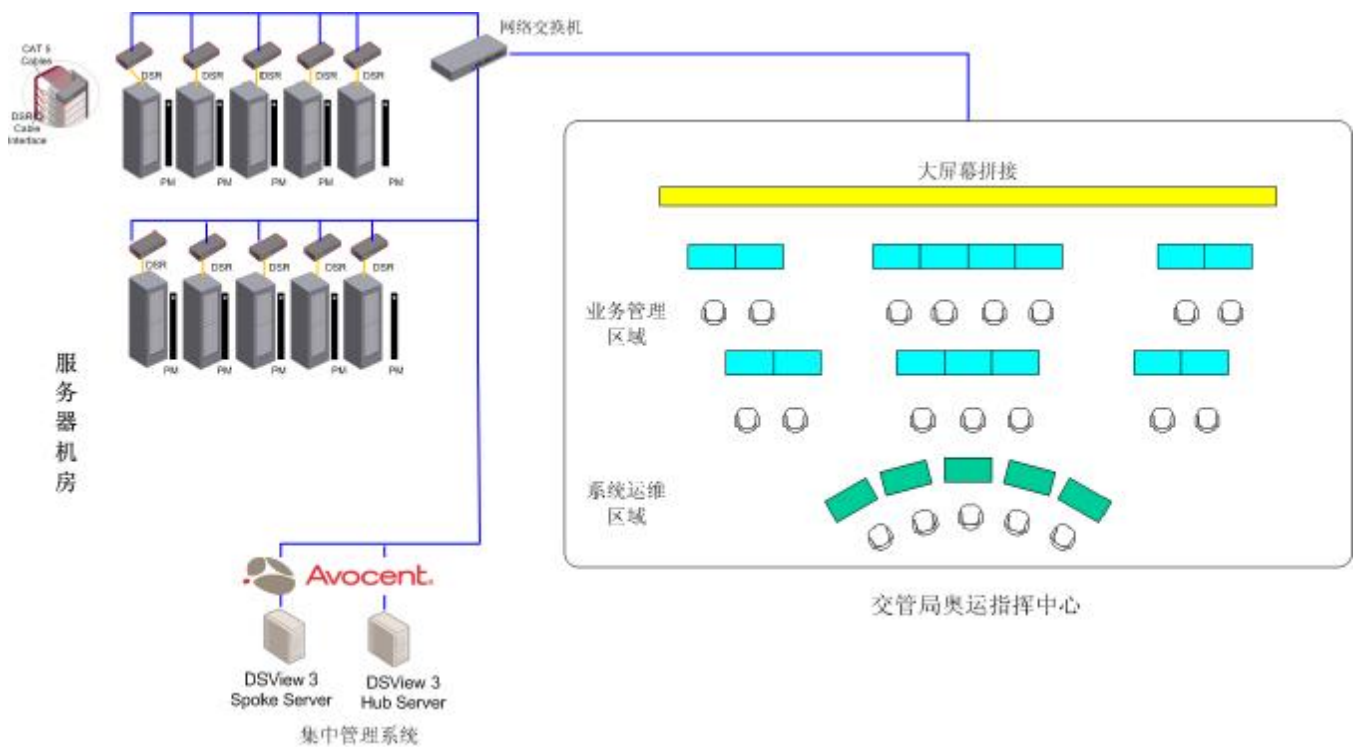 网络交换机
CAT 5
Cables
DSRIQ
Cable
Interface
DSR
DSR
DSR
DSR
DSR
PM
PM
PM
PM
PM
DSR
DSR
DSR
DSR
DSR
PM
PM
PM
PM
PM
服务器机房
Avocent.
DSView 3
Spoke Server
DSView 3
Hub Server
集中管理系统
大屏幕拼接
业务管理
区域
系统运维
区域
交管局奥运指挥中心